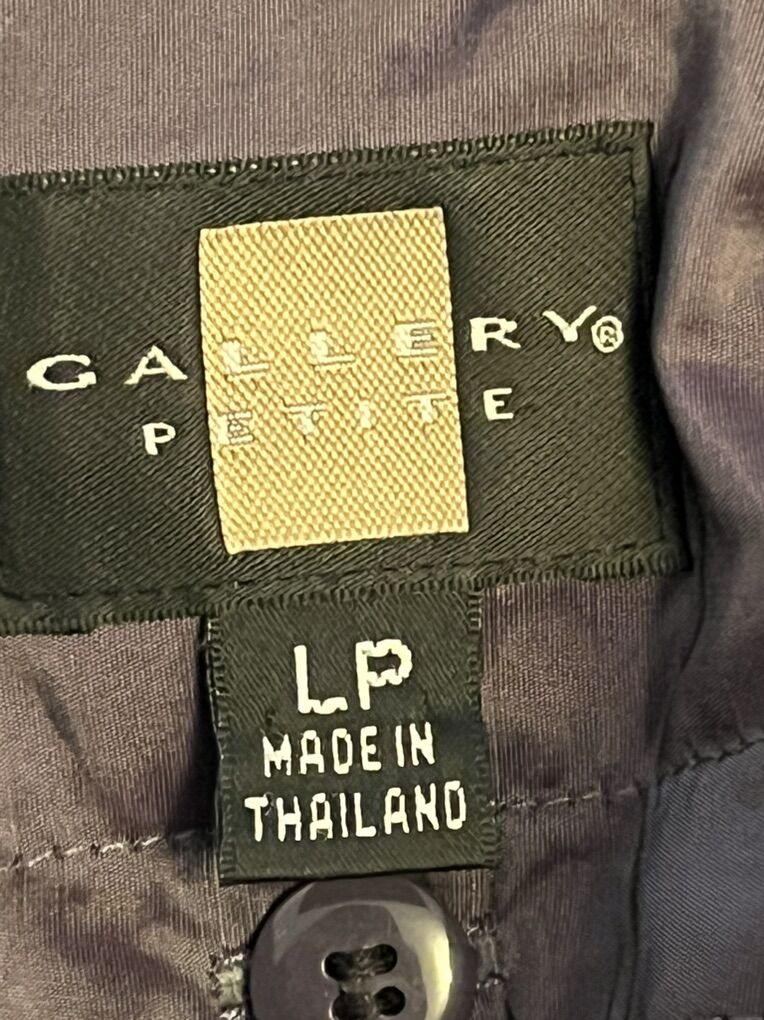 GALLERY®
PETITE
LP
MADE IN
THAILAND